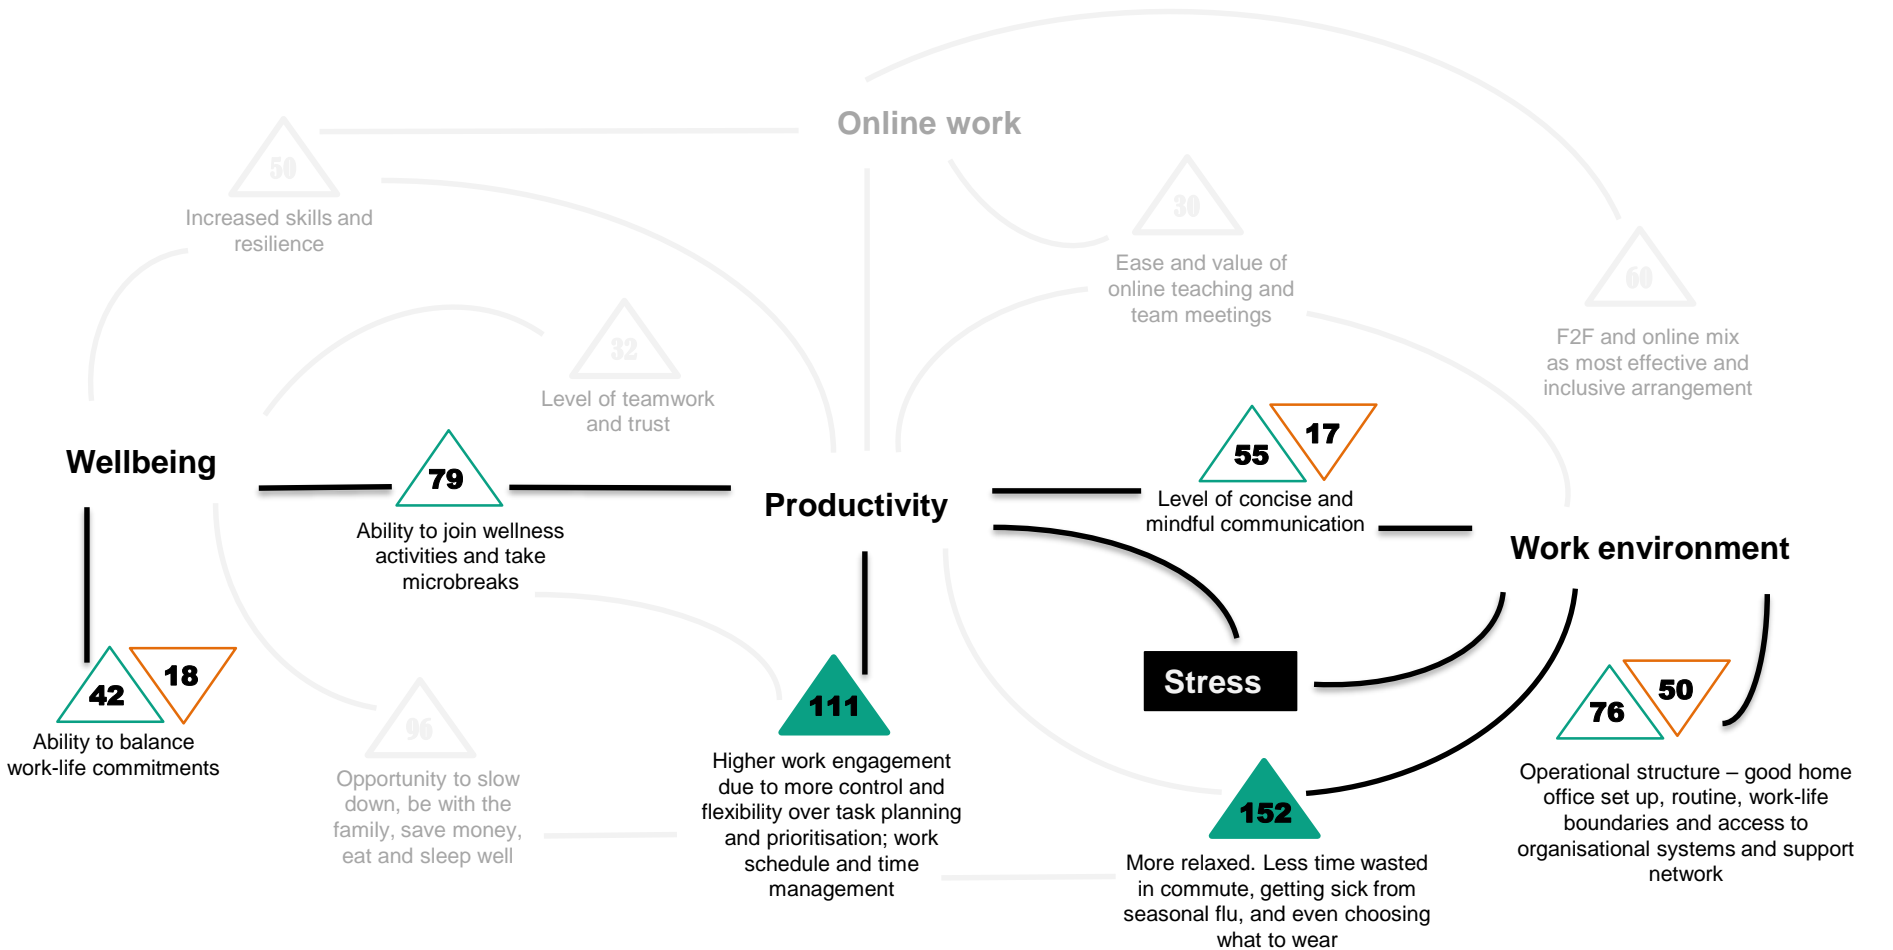 Online work
50
Increased skills and
resilience
30
Ease and value of
online teaching and
team meetings
60
F2F and online mix
as most effective and
inclusive arrangement
32
Level of teamwork
and trust
Wellbeing
79
Ability to join wellness
activities and take
microbreaks
Productivity
55
17
Level of concise and
mindful communication
Work environment
42
18
Ability to balance
work-life commitments
96
Opportunity to slow
down, be with the
family, save money,
eat and sleep well
111
Higher work engagement
due to more control and
flexibility over task planning
and prioritisation; work
schedule and time
management
Stress
152
More relaxed. Less time wasted
in commute, getting sick from
seasonal flu, and even choosing
what to wear
76
50
Operational structure – good home
office set up, routine, work-life
boundaries and access to
organisational systems and support
network